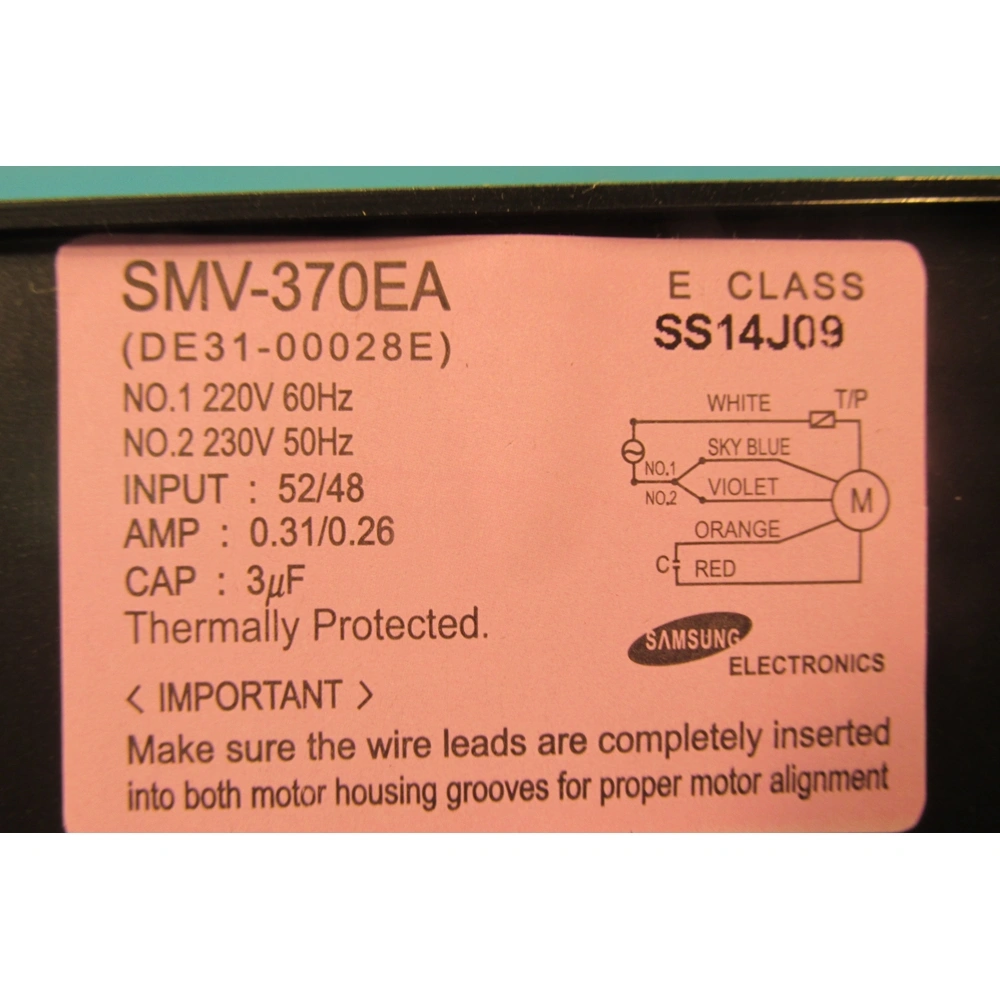 SMV-370EA
(DE31-00028E)
NO.1 220V 60Hz
NO.2 230V 50Hz
INPUT : 52/48
AMP : 0.31/0.26
CAP : 3μF
Thermally Protected.
E CLASS
SS14J09
WHITE T/P
SKY BLUE
NO.1
VIOLET
NO.2
M
ORANGE
C RED
SAMSUNG
ELECTRONICS
< IMPORTANT >
Make sure the wire leads are completely inserted
into both motor housing grooves for proper motor alignment